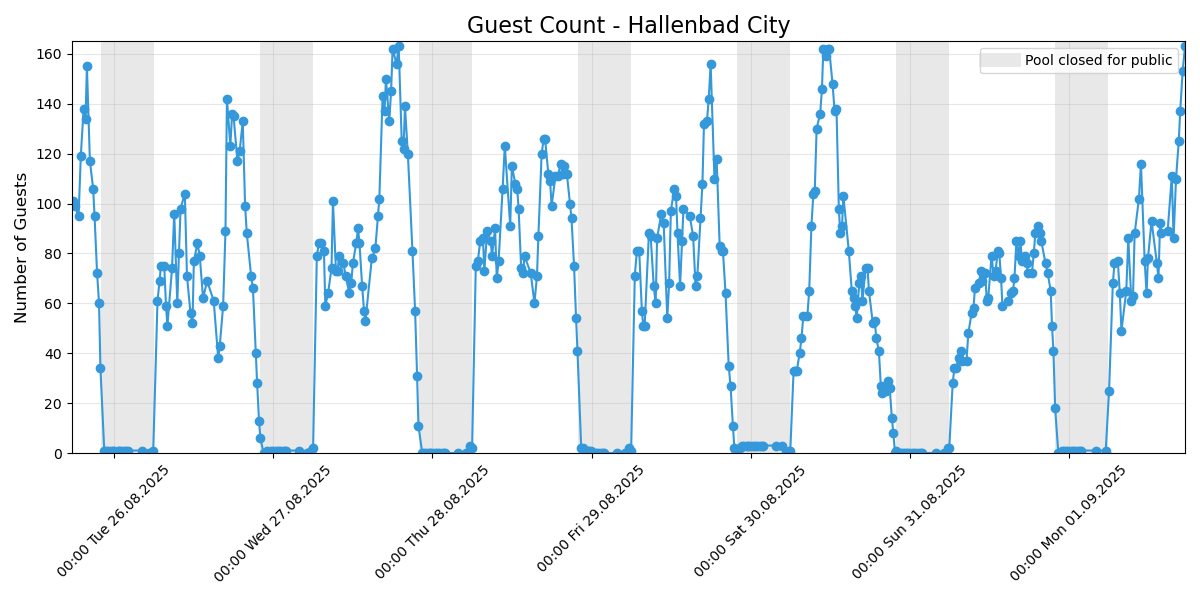 Guest Count - Hallenbad City
Pool closed for public
Number of Guests
160
140
120
100
80
60
40
20
0
00:00 Tue 26.08.2025
00:00 Wed 27.08.2025
00:00 Thu 28.08.2025
00:00 Fri 29.08.2025
00:00 Sat 30.08.2025
00:00 Sun 31.08.2025
00:00 Mon 01.09.2025